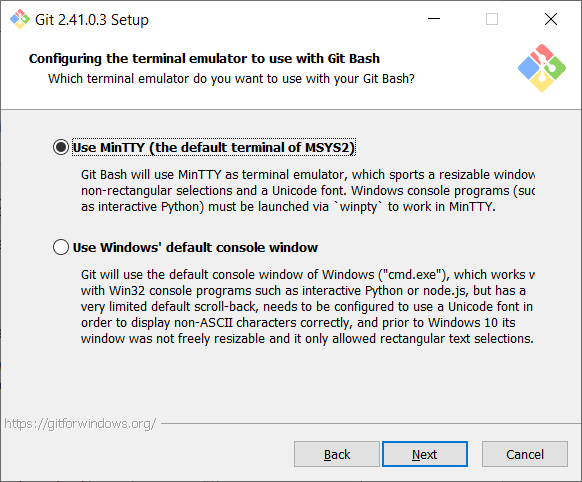 Git 2.41.0.3 Setup
Configuring the terminal emulator to use with Git Bash
Which terminal emulator do you want to use with your Git Bash?
Use MinTTY (the default terminal of MSYS2)
Git Bash will use MinTTY as terminal emulator, which sports a resizable window
non-rectangular selections and a Unicode font. Windows console programs (suc
as interactive Python) must be launched via `winpty` to work in MinTTY.
Use Windows' default console window
Git will use the default console window of Windows ("cmd.exe"), which works w
with Win32 console programs such as interactive Python or node.js, but has a
very limited default scroll-back, needs to be configured to use a Unicode font in
order to display non-ASCII characters correctly, and prior to Windows 10 its
window was not freely resizable and it only allowed rectangular text selections.
https://gitforwindows.org/
Back
Next
Cancel